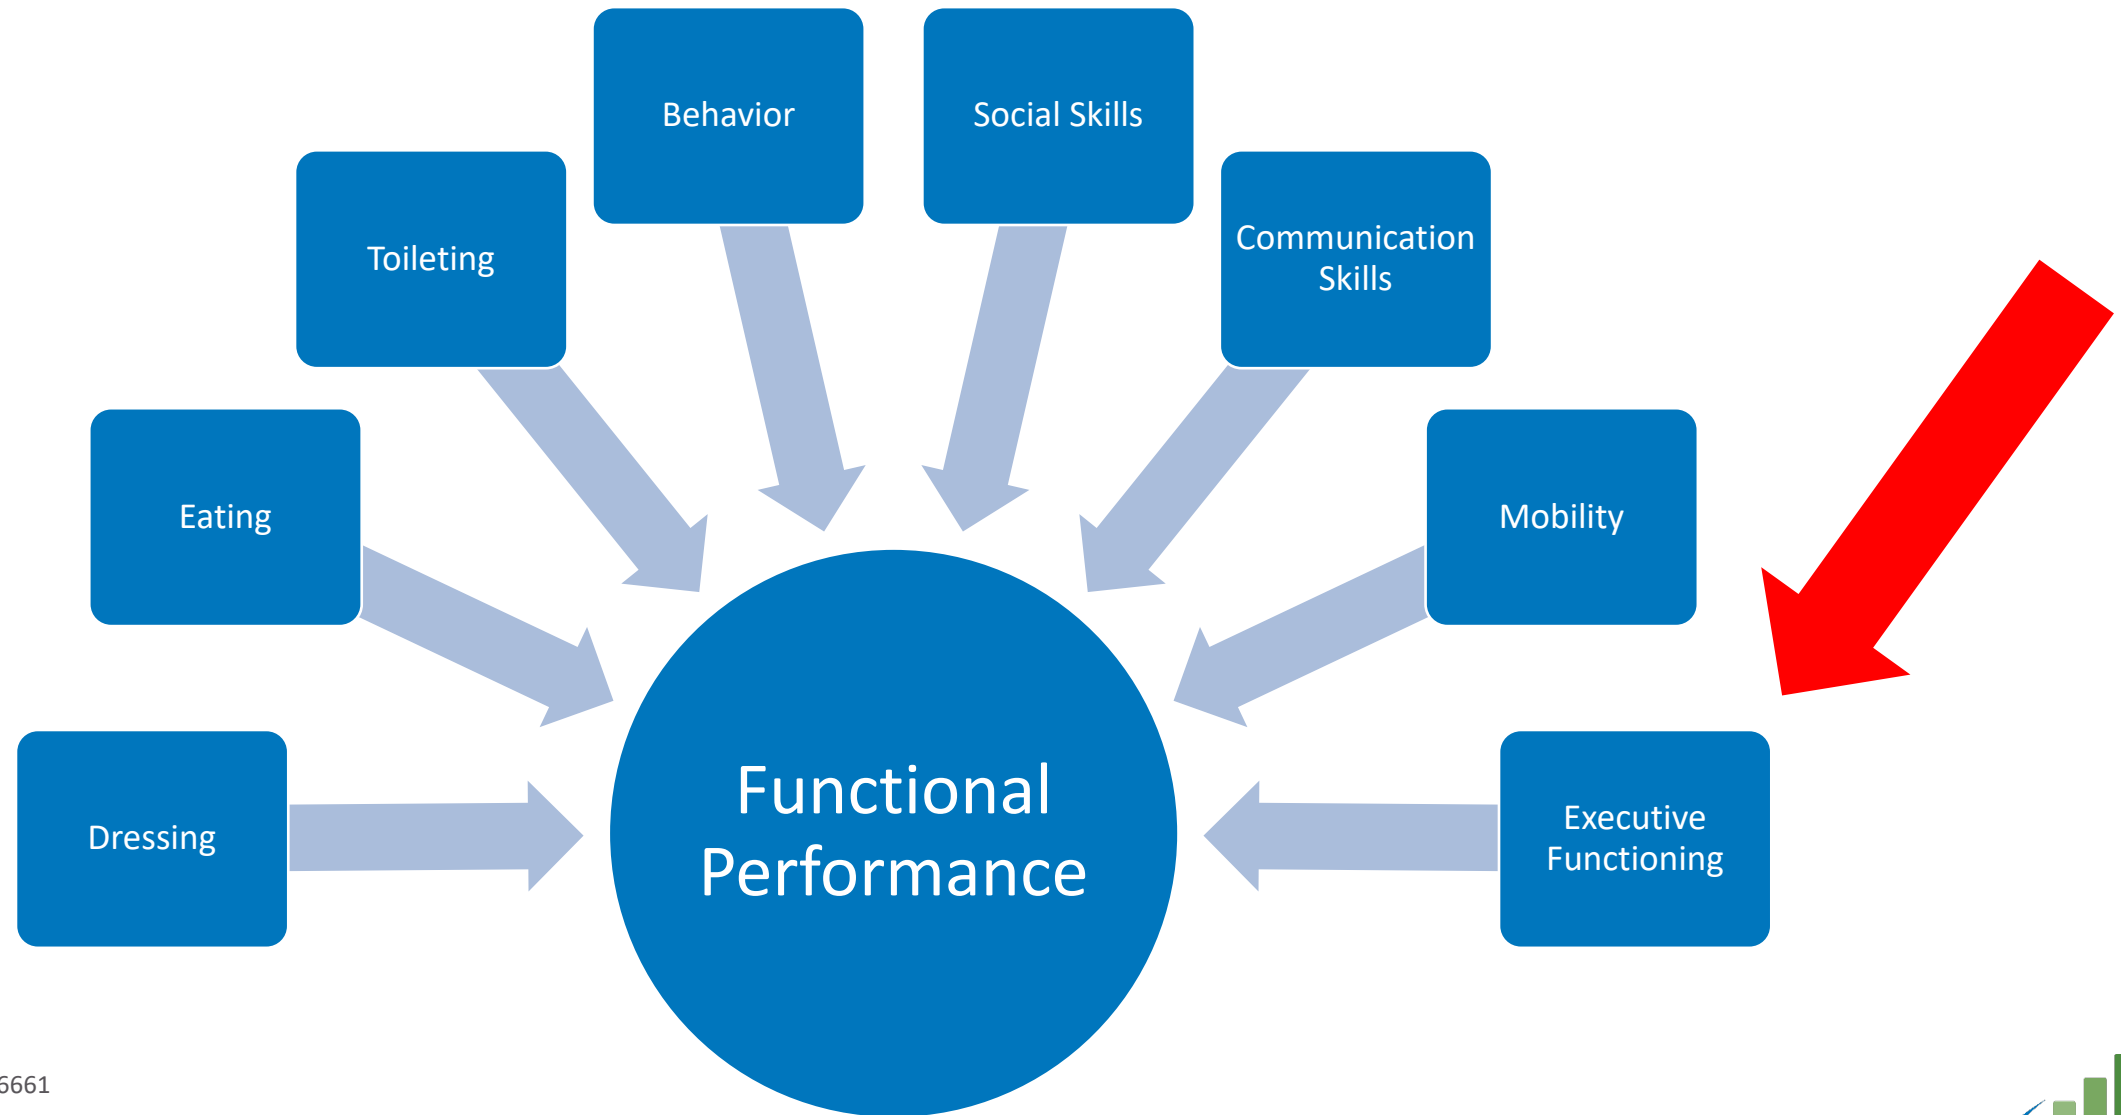 Behavior
Social Skills
Toileting
Communication
Skills
Eating
Mobility
Dressing
Functional
Performance
Executive
Functioning
6661